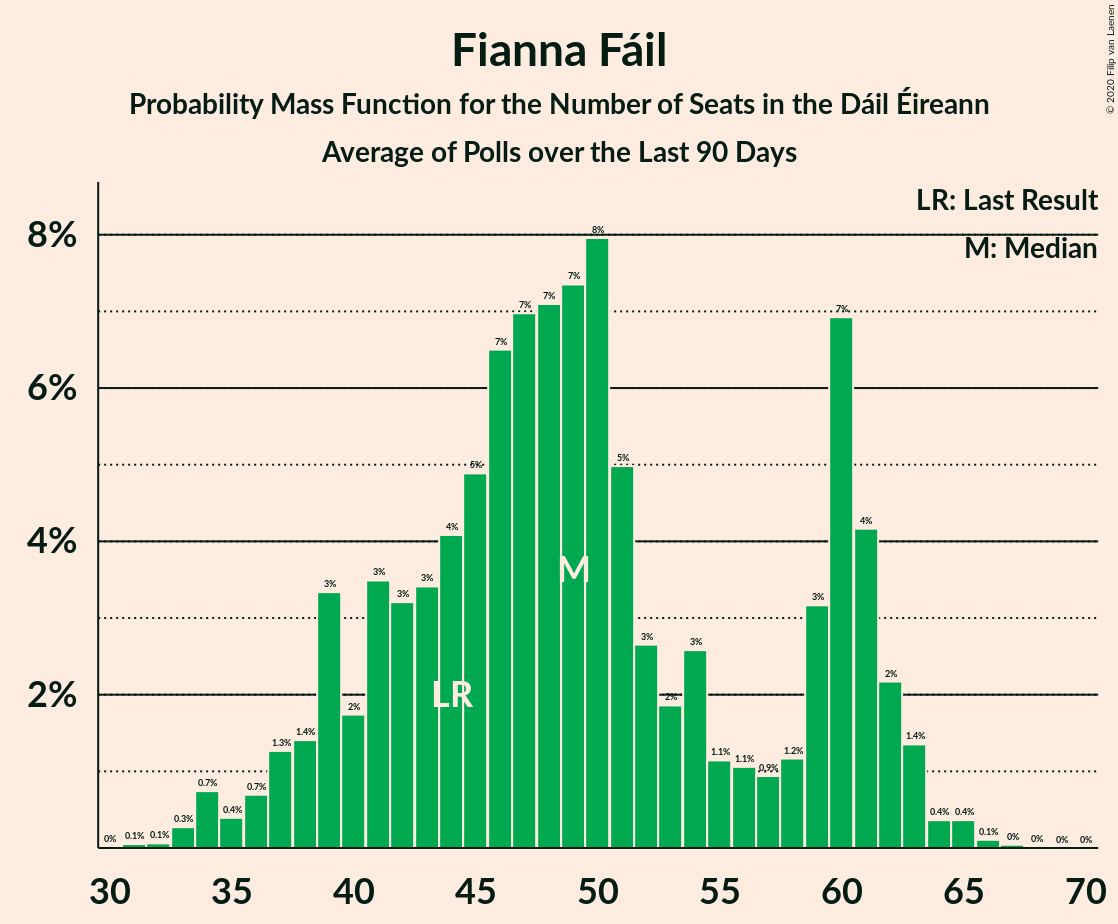 Fianna Fáil
Probability Mass Function for the Number of Seats in the Dáil Éireann
Average of Polls over the Last 90 Days
© 2020 Filip van Laenen
LR: Last Result
M: Median
8%
6%
4%
2%
0% 0.1% 0.1% 0.3% 0.7% 0.4% 0.7% 1.3% 1.4% 3% 2% 3% 3% 3% 4% 5% 7% 7% 7% 7% 8% 5% 3% 2% 3% 1.1% 1.1% 0.9% 1.2% 3% 7% 4% 2% 1.4% 0.4% 0.4% 0.1% 0% 0% 0% 0%
M
LR
30 35 40 45 50 55 60 65 70